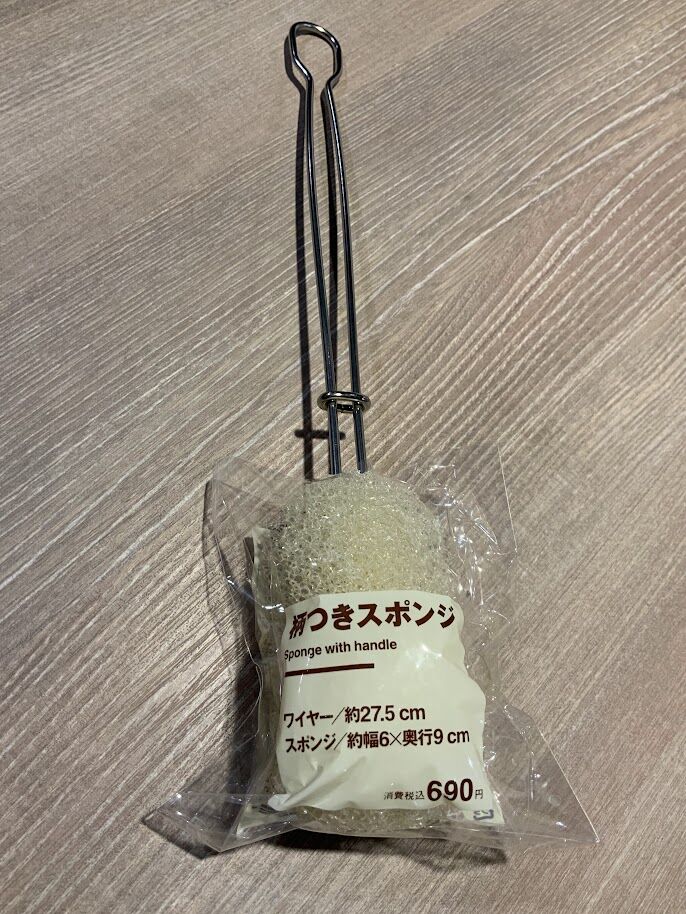 柄つきスポンジ
Sponge with handle
ワイヤー/約27.5 cm
スポンジ/約幅6×奥行9 cm
消費税込690円